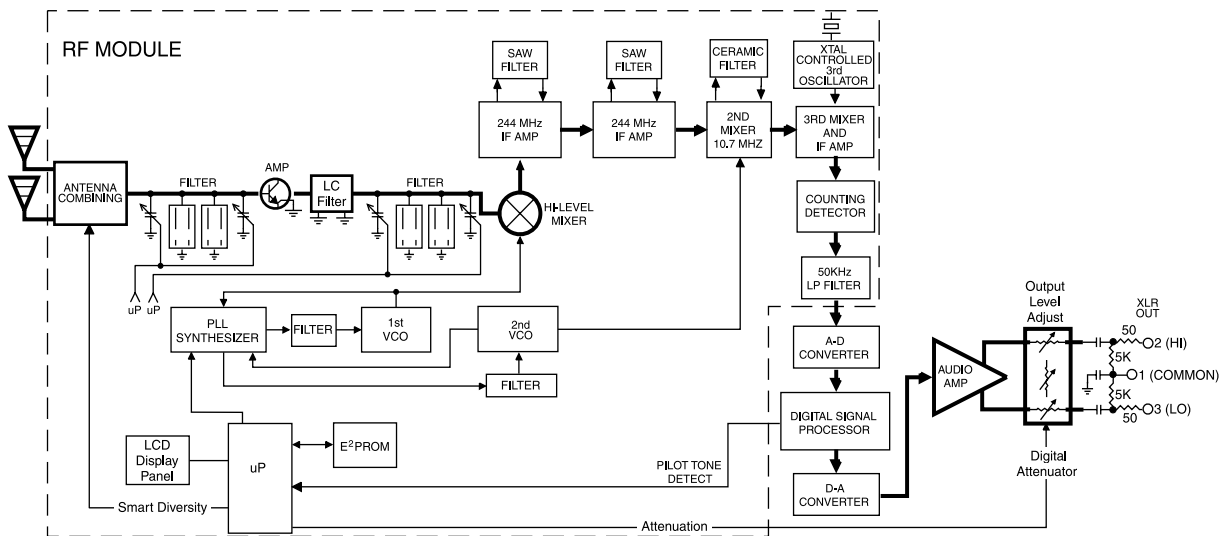 RF MODULE
SAW
FILTER
SAW
FILTER
CERAMIC
FILTER
XTAL
CONTROLLED
3rd
OSCILLATOR
244 MHz
IF AMP
244 MHz
IF AMP
2ND
MIXER
10.7 MHZ
3RD MIXER
AND
IF AMP
ANTENNA
COMBINING
FILTER
AMP
LC
Filter
FILTER
HI-LEVEL
MIXER
COUNTING
DETECTOR
50KHz
LP FILTER
uP
uP
PLL
SYNTHESIZER
FILTER
1st
VCO
2nd
VCO
FILTER
A-D
CONVERTER
AUDIO
AMP
Output
Level
Adjust
XLR
OUT
50
2 (HI)
5K
1 (COMMON)
5K
3 (LO)
50
Digital
Attenuator
DIGITAL SIGNAL
PROCESSOR
LCD
Display
Panel
uP
E²PROM
PILOT TONE
DETECT
D-A
CONVERTER
Smart Diversity
Attenuation